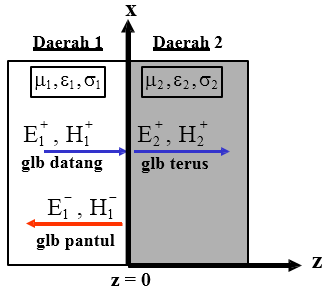 x
Daerah 1 Daerah 2
μ₁,ε₁,σ₁ μ₂,ε₂,σ₂
E₁⁺ , H₁⁺ E₂⁺ , H₂⁺
glb datang glb terus
E₁⁻ , H₁⁻
glb pantul
z
z = 0